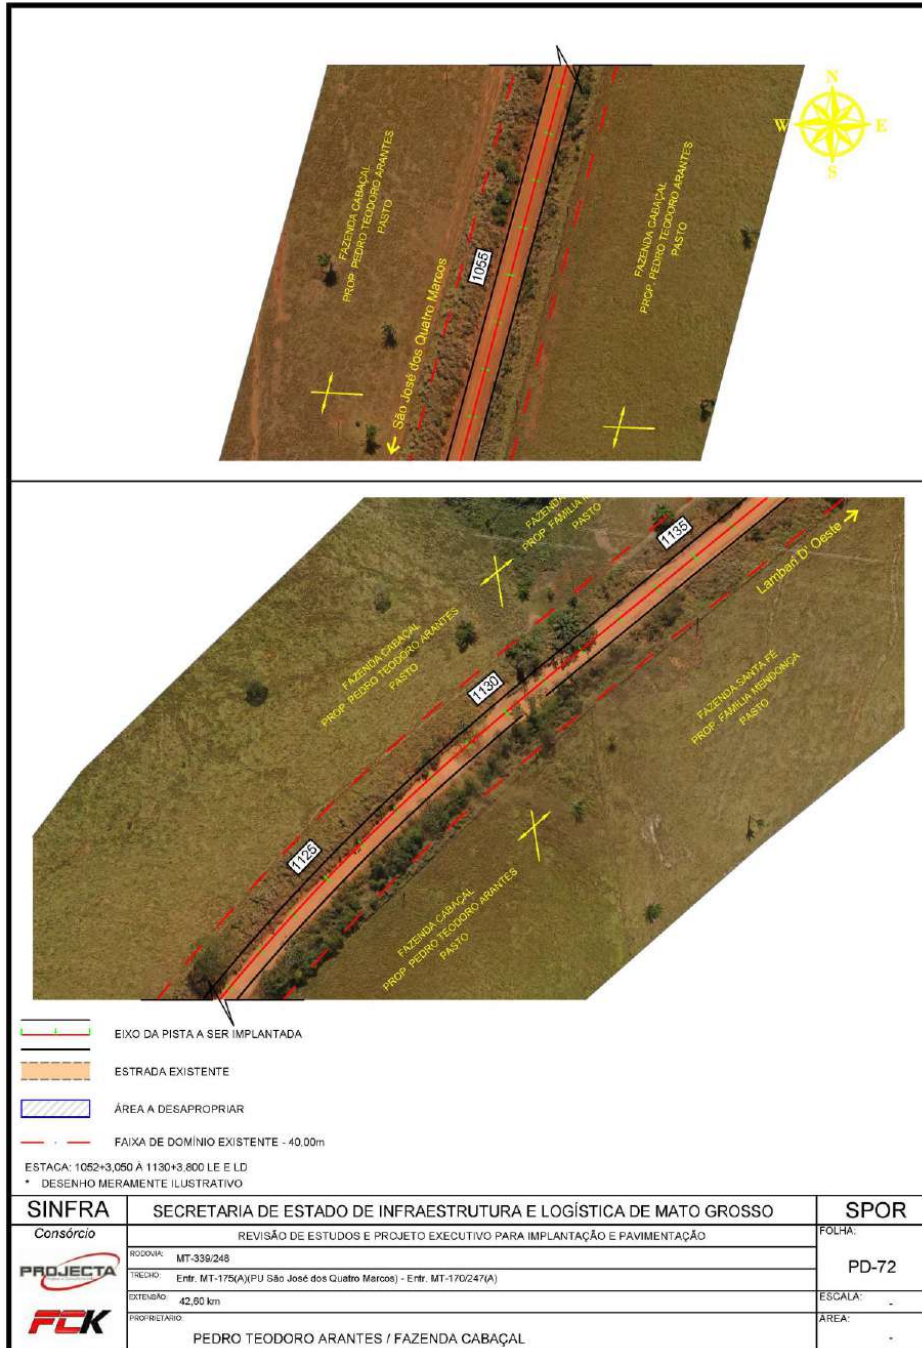 N
W E
S
FAZENDA CABAÇAL
PROP. PEDRO TEODORO ARANTES
PASTO
FAZENDA CABAÇAL
PROP. PEDRO TEODORO ARANTES
PASTO
1055
São José dos Quatro Marcos
FAZENDA
PROP. FAMILIA
PASTO
1135
Lambari D' Oeste
FAZENDA CABAÇAL
PROP. PEDRO TEODORO ARANTES
PASTO
1130
FAZENDA SANTA FÉ
PROP. FAMÍLIA MENDONÇA
PASTO
1125
FAZENDA CABAÇAL
PROP. PEDRO TEODORO ARANTES
PASTO
EIXO DA PISTA A SER IMPLANTADA
ESTRADA EXISTENTE
ÁREA A DESAPROPRIAR
FAIXA DE DOMÍNIO EXISTENTE - 40,00m
ESTACA: 1052+3,050 À 1130+3,800 LE E LD
* DESENHO MERAMENTE ILUSTRATIVO
SINFRA
SECRETARIA DE ESTADO DE INFRAESTRUTURA E LOGÍSTICA DE MATO GROSSO
SPOR
Consórcio
PROJECTA
FCK
REVISÃO DE ESTUDOS E PROJETO EXECUTIVO PARA IMPLANTAÇÃO E PAVIMENTAÇÃO
RODOVIA: MT-339/248
TRECHO: Entr. MT-175(A)(PU São José dos Quatro Marcos) - Entr. MT-170/247(A)
EXTENSÃO: 42,60 km
PROPRIETÁRIO:
PEDRO TEODORO ARANTES / FAZENDA CABAÇAL
FOLHA:
PD-72
ESCALA: -
ÁREA:
-